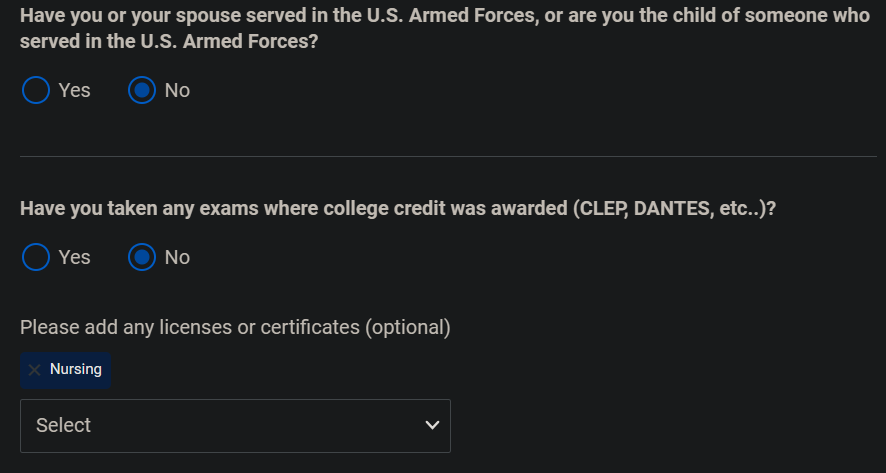 Have you or your spouse served in the U.S. Armed Forces, or are you the child of someone who
served in the U.S. Armed Forces?
Yes No
Have you taken any exams where college credit was awarded (CLEP, DANTES, etc..)?
Yes No
Please add any licenses or certificates (optional)
Nursing
Select